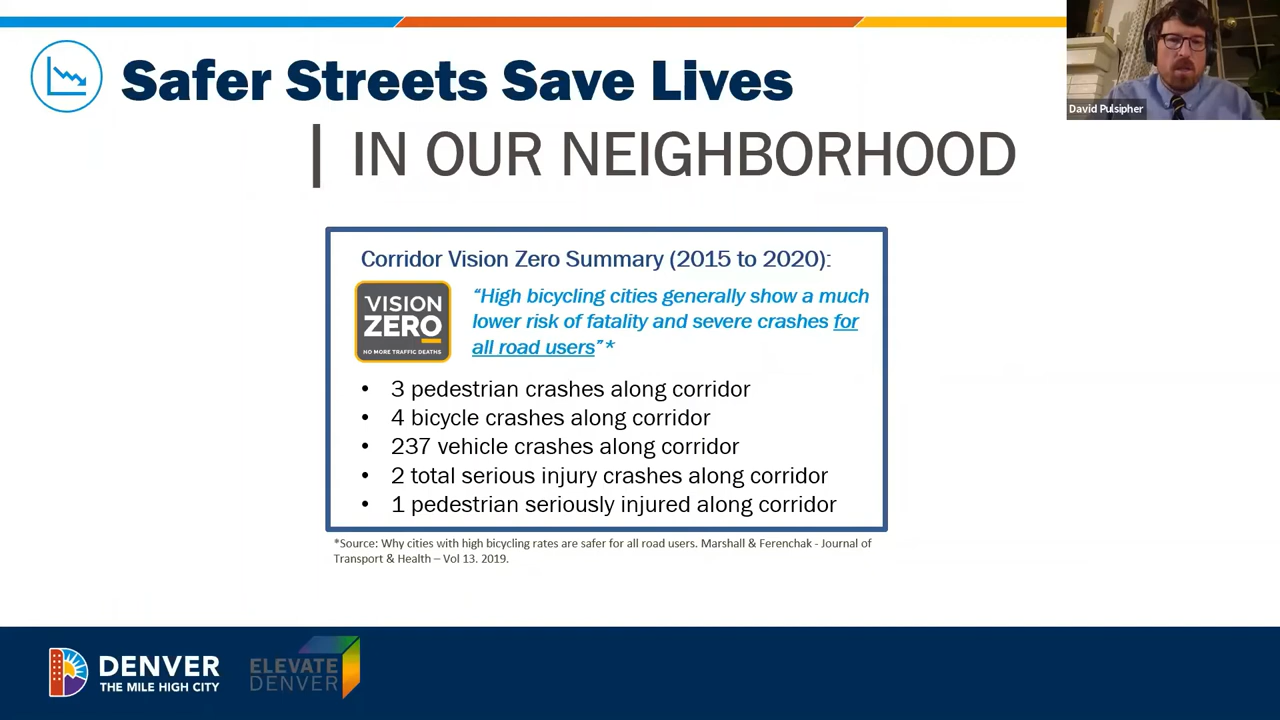 Safer Streets Save Lives
David Pulsipher
| IN OUR NEIGHBORHOOD
Corridor Vision Zero Summary (2015 to 2020):
VISION
ZERO
NO MORE TRAFFIC DEATHS
“High bicycling cities generally show a much
lower risk of fatality and severe crashes for
all road users”*
• 3 pedestrian crashes along corridor
• 4 bicycle crashes along corridor
• 237 vehicle crashes along corridor
• 2 total serious injury crashes along corridor
• 1 pedestrian seriously injured along corridor
*Source: Why cities with high bicycling rates are safer for all road users. Marshall & Ferenchak - Journal of
Transport & Health – Vol 13. 2019.
DENVER
THE MILE HIGH CITY
ELEVATE
DENVER